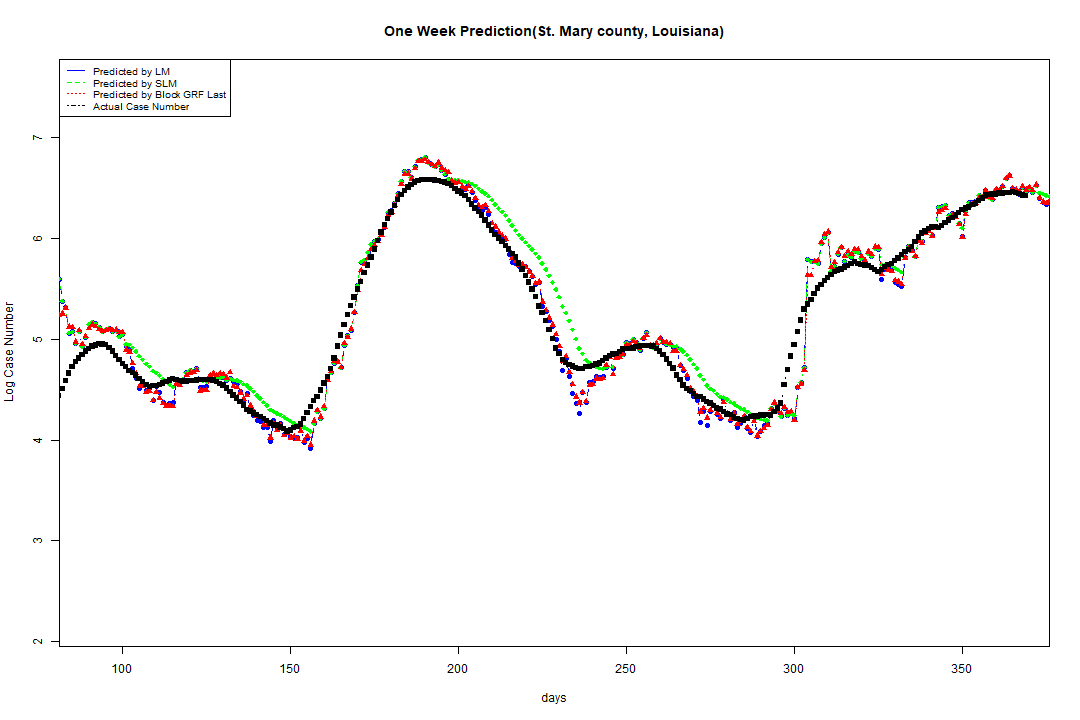 One Week Prediction(St. Mary county, Louisiana)
Predicted by LM
Predicted by SLM
Predicted by Block GRF Last
Actual Case Number
7
6
5
4
3
2
Log Case Number
100
150
200
250
300
350
days